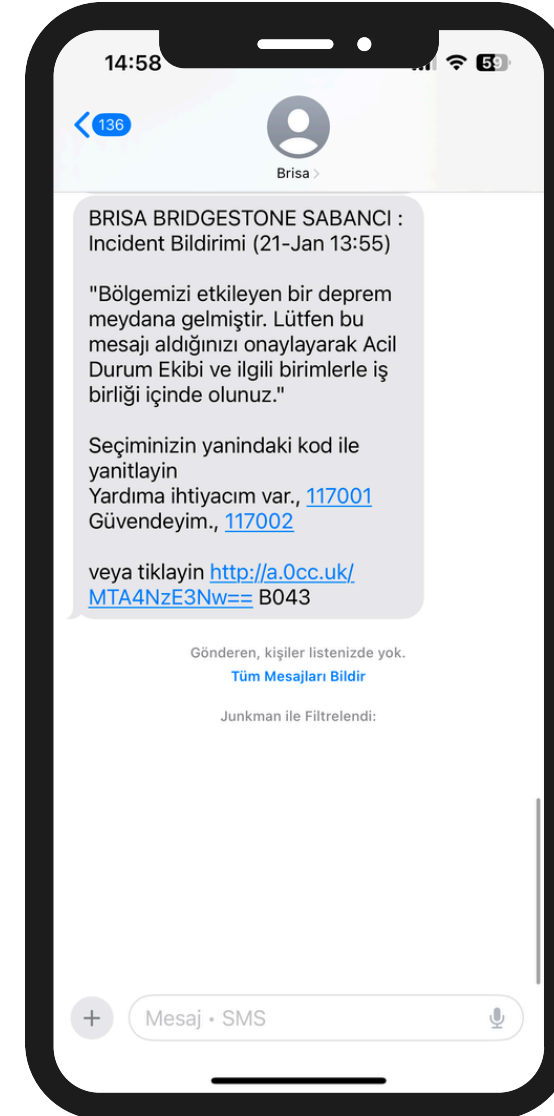 14:58
59
136
Brisa
BRISA BRIDGESTONE SABANCI :
Incident Bildirimi (21-Jan 13:55)
"Bölgemizi etkileyen bir deprem
meydana gelmiştir. Lütfen bu
mesajı aldığınızı onaylayarak Acil
Durum Ekibi ve ilgili birimlerle iş
birliği içinde olunuz."
Seçiminizin yanindaki kod ile
yanitlayin
Yardıma ihtiyacım var., 117001
Güvendeyim., 117002
veya tiklayin http://a.0cc.uk/
MTA4NzE3Nw== B043
Gönderen, kişiler listenizde yok.
Tüm Mesajları Bildir
Junkman ile Filtrelendi:
Mesaj • SMS